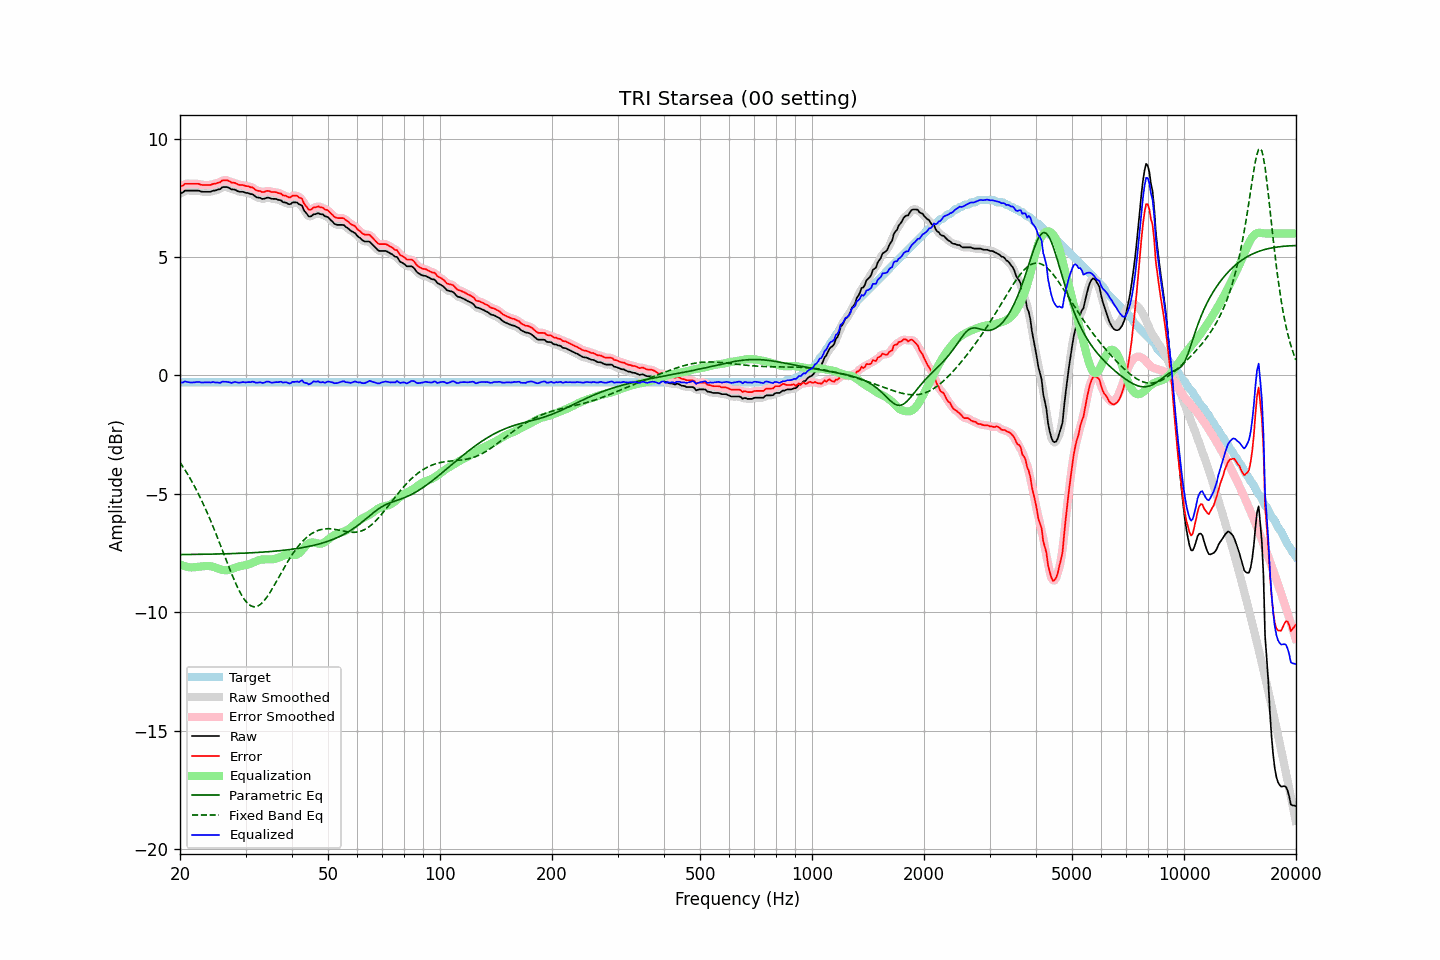 TRI Starsea (00 setting)
Amplitude (dBr)
10
5
0
−5
−10
−15
−20
Target
Raw Smoothed
Error Smoothed
Raw
Error
Equalization
Parametric Eq
Fixed Band Eq
Equalized
20 50 100 200 500 1000 2000 5000 10000 20000
Frequency (Hz)